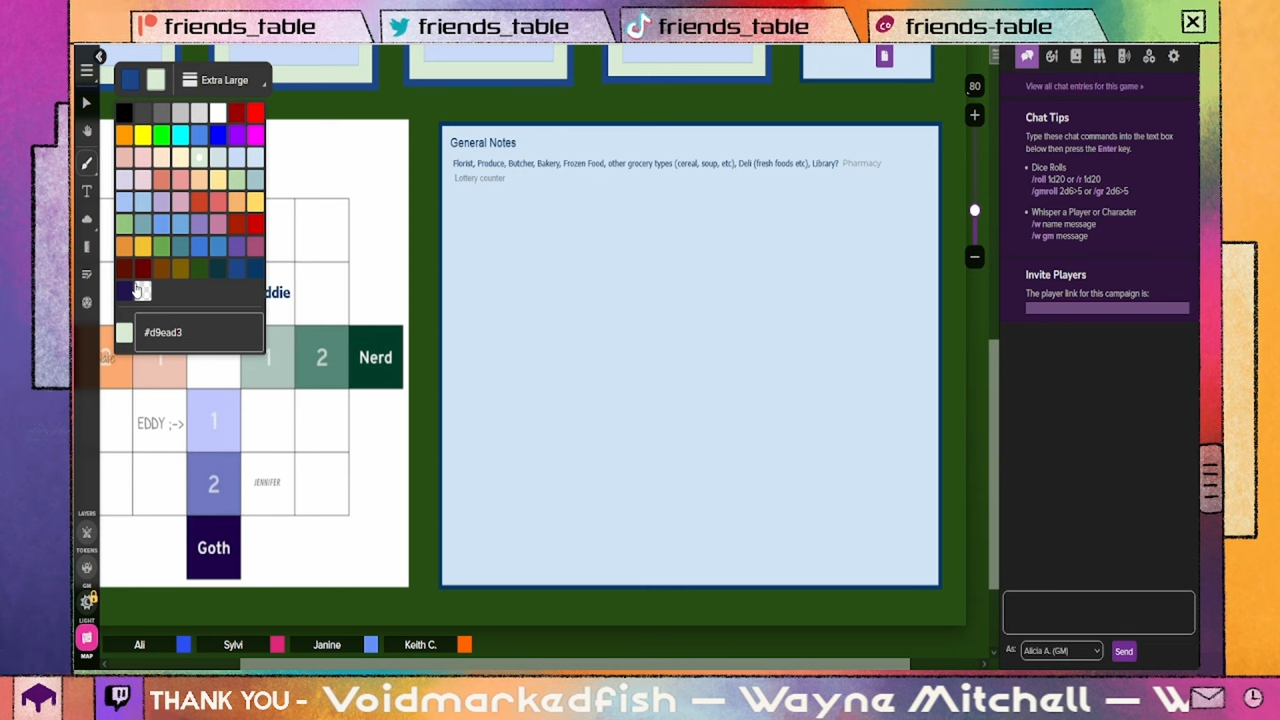 friends_table friends_table friends_table friends-table
Extra Large
80
View all chat entries for this game »
Chat Tips
Type these chat commands into the text box
below then press the Enter key.
• Dice Rolls
/roll 1d20 or /r 1d20
/gmroll 2d6>5 or /gr 2d6>5
• Whisper a Player or Character
/w name message
/w gm message
Invite Players
The player link for this campaign is:
General Notes
Florist, Produce, Butcher, Bakery, Frozen Food, other grocery types (cereal, soup, etc), Deli (fresh foods etc), Library? Pharmacy
Lottery counter
#d9ead3
ddie
1 1 2 Nerd
EDDY ;-> 1
2 JENNIFER
Goth
LAYERS
TOKENS
GM
LIGHT
MAP
Ali Sylvi Janine Keith C.
As: Alicia A. (GM) Send
THANK YOU - Voidmarkedfish — Wayne Mitchell — W